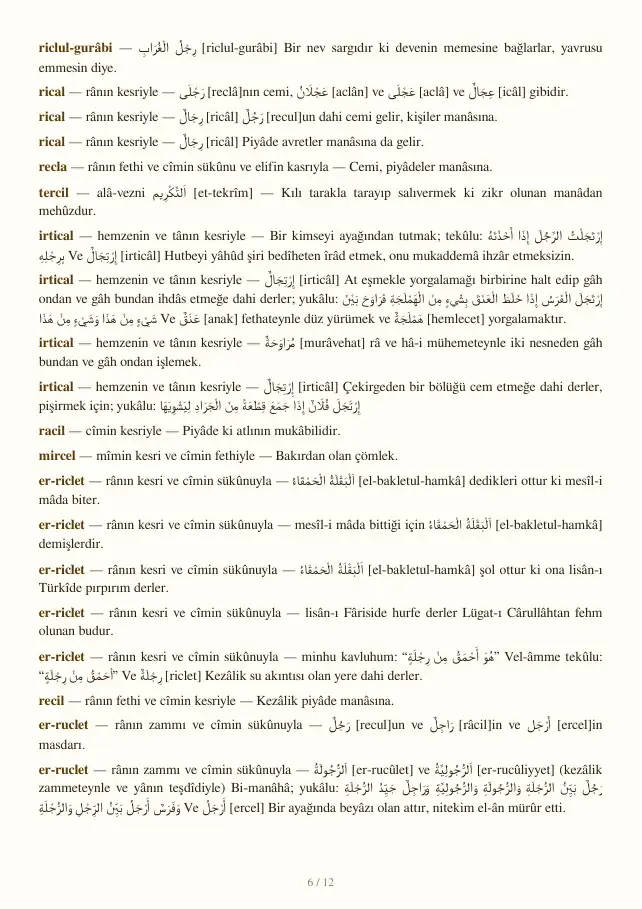 riclul-gurâbi — رِجْلُ الْغُرَابِ [riclul-gurâbi] Bir nev sargıdır ki devenin memesine bağlarlar, yavrusu
emmesin diye.
rical — rânın kesriyle — رَجْلَى [reclâ]nın cemi, عَجْلَانُ [aclân] ve عَجْلَى [aclâ] ve عِجَالٌ [icâl] gibidir.
rical — rânın kesriyle — رِجَالٌ [ricâl] رَجُلٌ [recul]un dahi cemi gelir, kişiler manâsına.
rical — rânın kesriyle — رِجَالٌ [ricâl] Piyâde avretler manâsına da gelir.
recla — rânın fethi ve cîmin sükûnu ve elifin kasrıyla — Cemi, piyâdeler manâsına.
tercil — alâ-vezni اَلتَّكْرِيمِ [et-tekrîm] — Kılı tarakla tarayıp salıvermek ki zikr olunan manâdan
mehûzdur.
irtical — hemzenin ve tânın kesriyle — Bir kimseyi ayağından tutmak; tekûlu: إِرْتَجَلْتُ الرَّجُلَ إِذَا أَخَذْتَهُ
بِرِجْلِهِ Ve إِرْتِجَالٌ [irticâl] Hutbeyi yâhûd şiri bedîheten îrâd etmek, onu mukaddemâ ihzâr etmeksizin.
irtical — hemzenin ve tânın kesriyle — إِرْتِجَالٌ [irticâl] At eşmekle yorgalamağı birbirine halt edip gâh
ondan ve gâh bundan ihdâs etmeğe dahi derler; yukâlu: إِرْتَجَلَ الْفَرَسُ إِذَا خَلَطَ الْعَنَقَ بِشَيْءٍ مِنَ الْهَمْلَجَةِ فَرَاوَحَ بَيْنَ
شَيْءٍ مِنْ هَذَا وَشَيْءٍ مِنْ هَذَا Ve عَنَقٌ [anak] fethateynle düz yürümek ve هَمْلَجَةٌ [hemlecet] yorgalamaktır.
irtical — hemzenin ve tânın kesriyle — مُرَاوَحَةٌ [murâvehat] râ ve hâ-i mühemeteynle iki nesneden gâh
bundan ve gâh ondan işlemek.
irtical — hemzenin ve tânın kesriyle — إِرْتِجَالٌ [irticâl] Çekirgeden bir bölüğü cem etmeğe dahi derler,
pişirmek için; yukâlu: إِرْتَجَلَ فُلَانٌ إِذَا جَمَعَ قِطْعَةً مِنَ الْجَرَادِ لِيَشْوِيَهَا
racil — cîmin kesriyle — Piyâde ki atlının mukâbilidir.
mircel — mîmin kesri ve cîmin fethiyle — Bakırdan olan çömlek.
er-riclet — rânın kesri ve cîmin sükûnuyla — اَلْبَقْلَةُ الْحَمْقَاءُ [el-bakletul-hamkâ] dedikleri ottur ki mesîl-i
mâda biter.
er-riclet — rânın kesri ve cîmin sükûnuyla — mesîl-i mâda bittiği için اَلْبَقْلَةُ الْحَمْقَاءُ [el-bakletul-hamkâ]
demişlerdir.
er-riclet — rânın kesri ve cîmin sükûnuyla — اَلْبَقْلَةُ الْحَمْقَاءُ [el-bakletul-hamkâ] şol ottur ki ona lisân-ı
Türkîde pırpırım derler.
er-riclet — rânın kesri ve cîmin sükûnuyla — lisân-ı Fâriside hurfe derler Lügat-ı Cârullâhtan fehm
olunan budur.
er-riclet — rânın kesri ve cîmin sükûnuyla — minhu kavluhum: “هُوَ أَحْمَقُ مِنْ رِجْلَةٍ” Vel-âmme tekûlu:
“أَحْمَقُ مِنْ رِجْلَةٍ” Ve رِجْلَةٌ [riclet] Kezâlik su akıntısı olan yere dahi derler.
recil — rânın fethi ve cîmin kesriyle — Kezâlik piyâde manâsına.
er-ruclet — rânın zammı ve cîmin sükûnuyla — رَجُلٌ [recul]un ve رَاجِلٌ [râcil]in ve أَرْجَلُ [ercel]in
masdarı.
er-ruclet — rânın zammı ve cîmin sükûnuyla — اَلرُّجُولَةُ [er-rucûlet] ve اَلرُّجُولِيَّةُ [er-rucûliyyet] (kezâlik
zammeteynle ve yânın teşdîdiyle) Bi-manâhâ; yukâlu: رَجُلٌ بَيِّنُ الرُّجْلَةِ وَالرُّجُولَةِ وَالرُّجُولِيَّةِ وَرَاجِلٌ جَيِّدُ الرُّجْلَةِ
وَفَرَسٌ أَرْجَلُ بَيِّنُ الرَّجَلِ وَالرُّجْلَةِ Ve أَرْجَلُ [ercel] Bir ayağında beyâzı olan attır, nitekim el-ân mürûr etti.
6 / 12